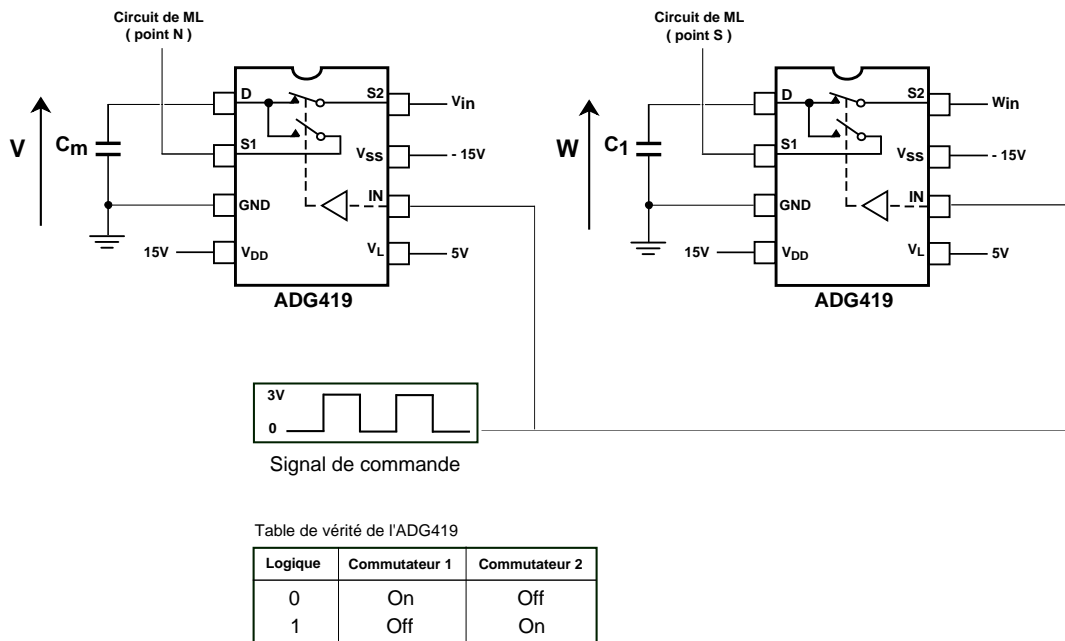 Circuit de ML
( point N )
D
S2
Vin
V
Cm
S1
VSS
- 15V
GND
IN
15V
VDD
VL
5V
ADG419
Circuit de ML
( point S )
D
S2
Win
W
C1
S1
VSS
- 15V
GND
IN
15V
VDD
VL
5V
ADG419
3V
0
Signal de commande
Table de vérité de l'ADG419
Logique Commutateur 1 Commutateur 2
0 On Off
1 Off On